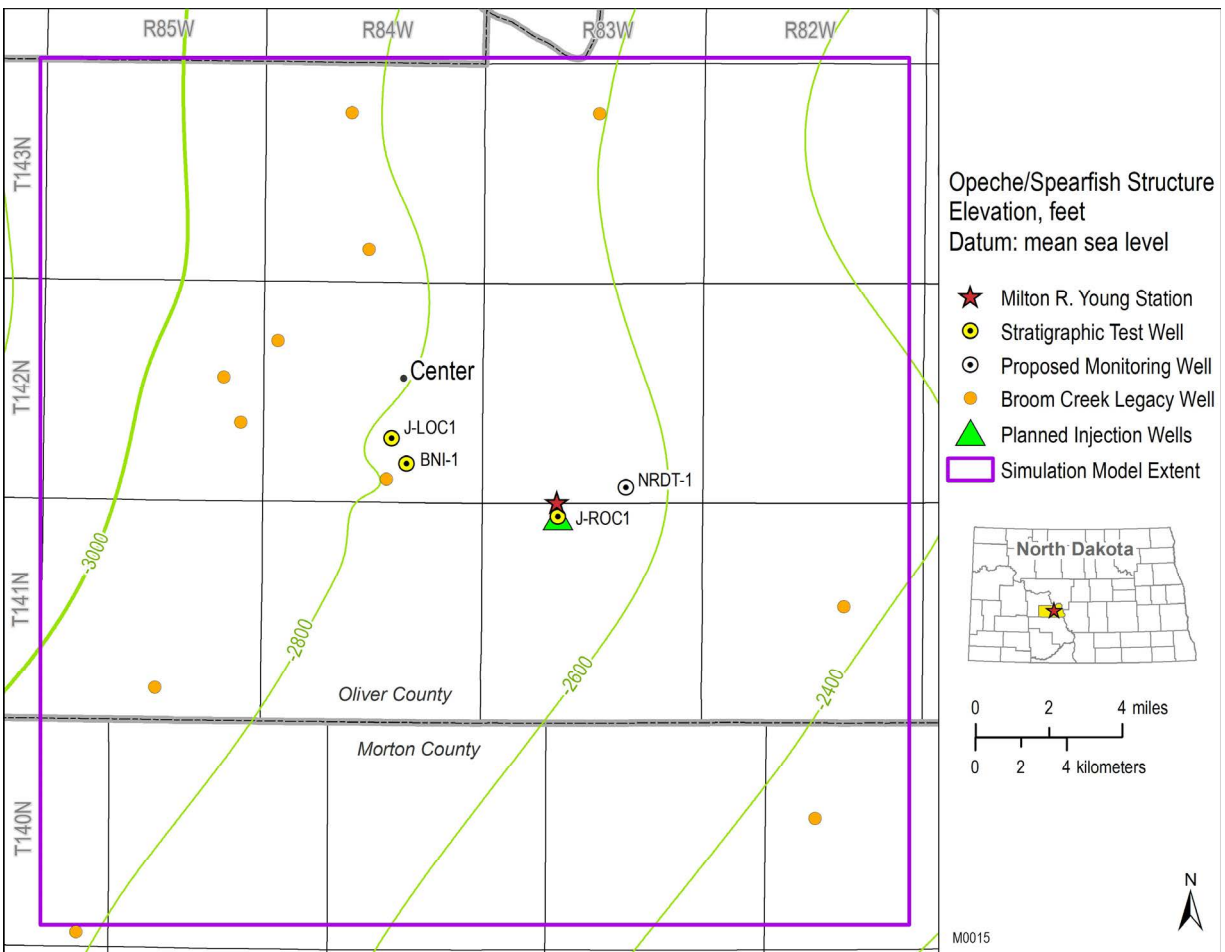 R85W
R84W
R83W
R82W
T143N
T142N
T141N
T140N
Center
J-LOC1
BNI-1
NRDT-1
J-ROC1
-3000
-2800
-2600
-2400
Oliver County
Morton County
Opeche/Spearfish Structure
Elevation, feet
Datum: mean sea level
Milton R. Young Station
Stratigraphic Test Well
Proposed Monitoring Well
Broom Creek Legacy Well
Planned Injection Wells
Simulation Model Extent
North Dakota
0 2 4 miles
0 2 4 kilometers
N
M0015